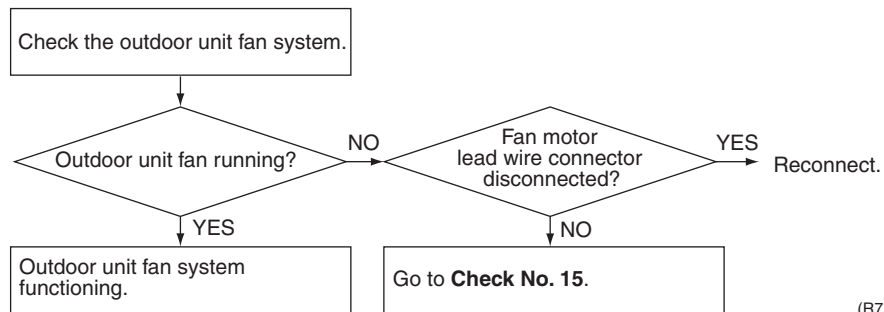 Check the outdoor unit fan system.
Outdoor unit fan running?
NO
Fan motor
lead wire connector
disconnected?
YES
Reconnect.
YES
NO
Outdoor unit fan system
functioning.
Go to Check No. 15.
(R7